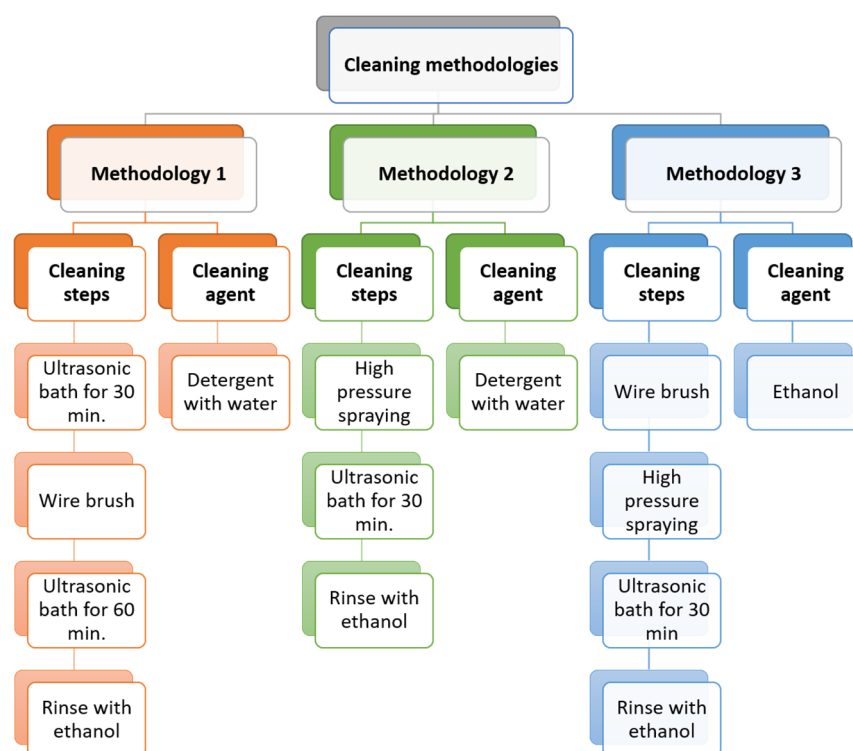 Cleaning methodologies
Methodology 1
Methodology 2
Methodology 3
Cleaning
steps
Cleaning
agent
Cleaning
steps
Cleaning
agent
Cleaning
steps
Cleaning
agent
Ultrasonic
bath for 30
min.
Detergent
with water
High
pressure
spraying
Detergent
with water
Wire brush
Ethanol
Wire brush
Ultrasonic
bath for 30
min.
High
pressure
spraying
Ultrasonic
bath for 60
min.
Rinse with
ethanol
Ultrasonic
bath for 30
min
Rinse with
ethanol
Rinse with
ethanol